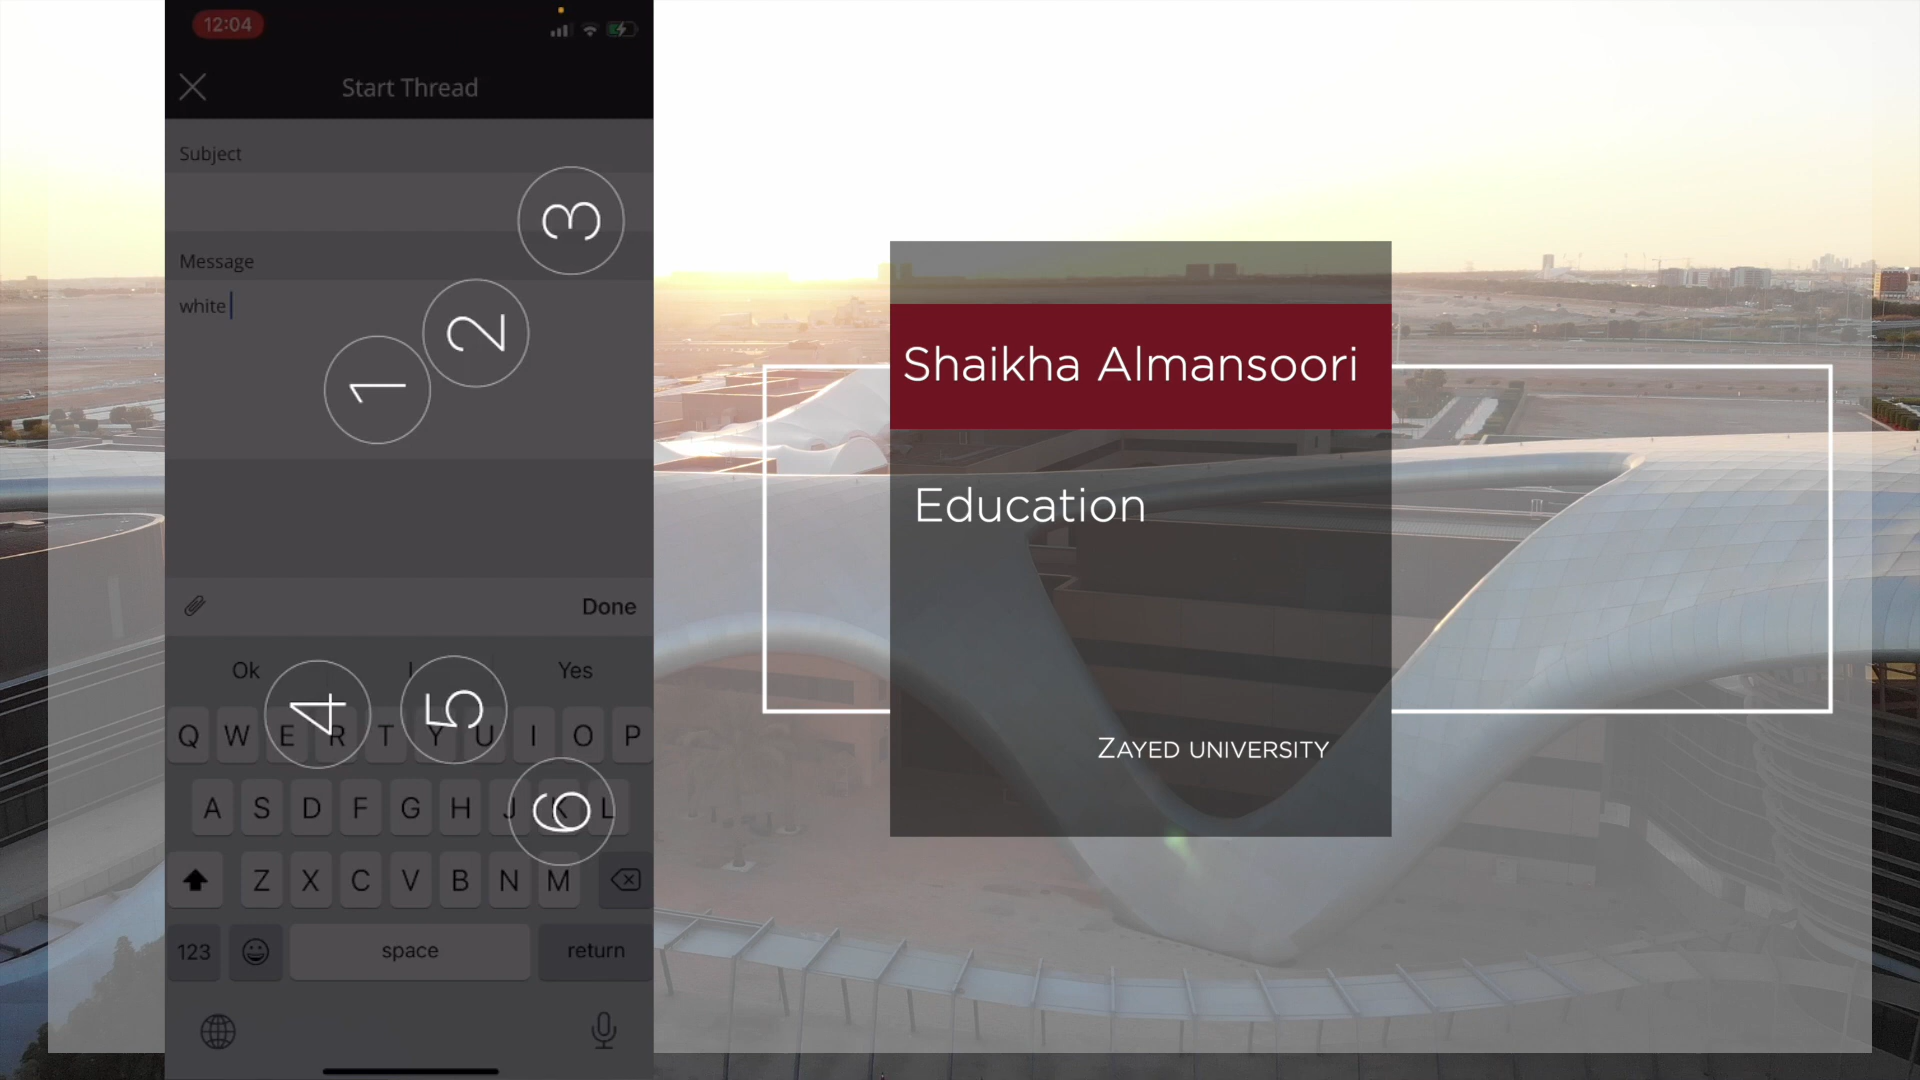 12:04
Start Thread
Subject
3
Message
white
2
1
Done
Ok
Yes
4
5
Q W E R T Y U I O P
A S D F G H J K L
6
Z X C V B N M
123
space
return
Shaikha Almansoori
Education
ZAYED UNIVERSITY